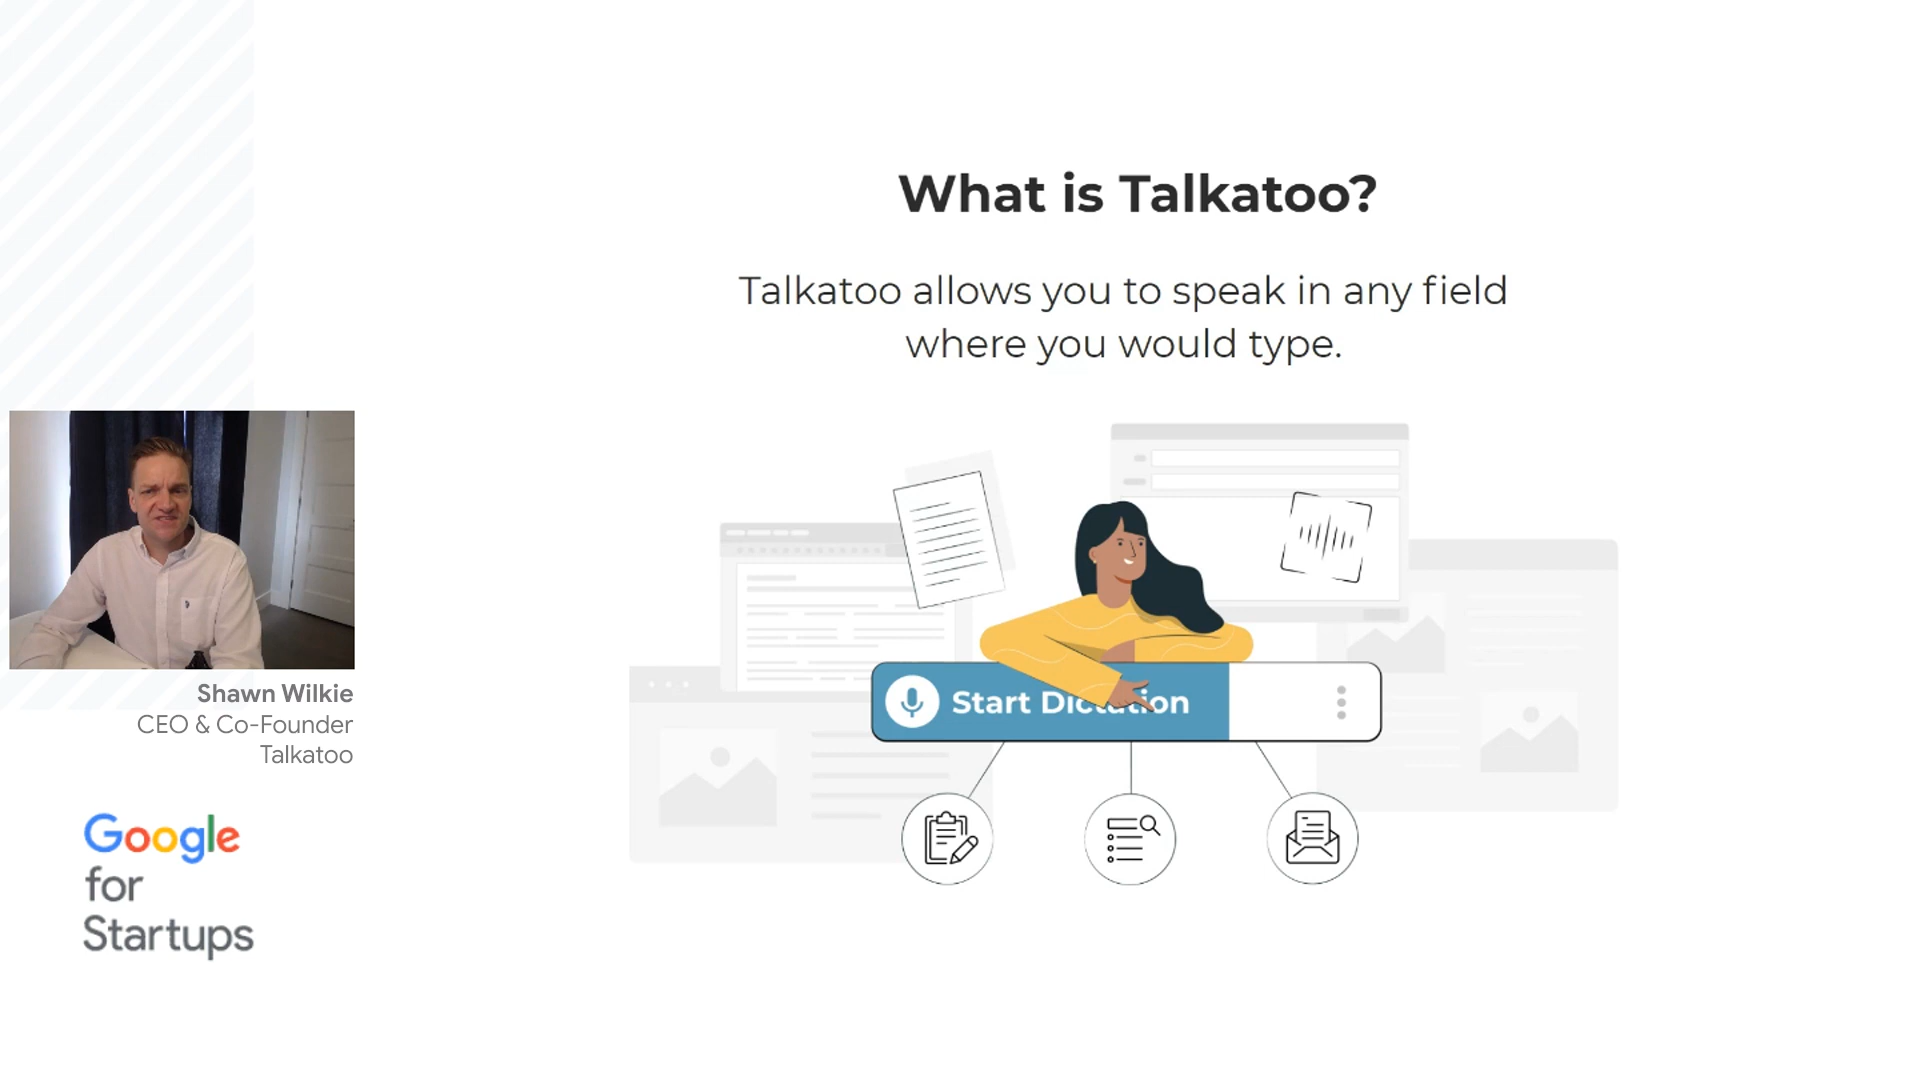 What is Talkatoo?
Talkatoo allows you to speak in any field
where you would type.
Start Dictation
Shawn Wilkie
CEO & Co-Founder
Talkatoo
Google
for
Startups